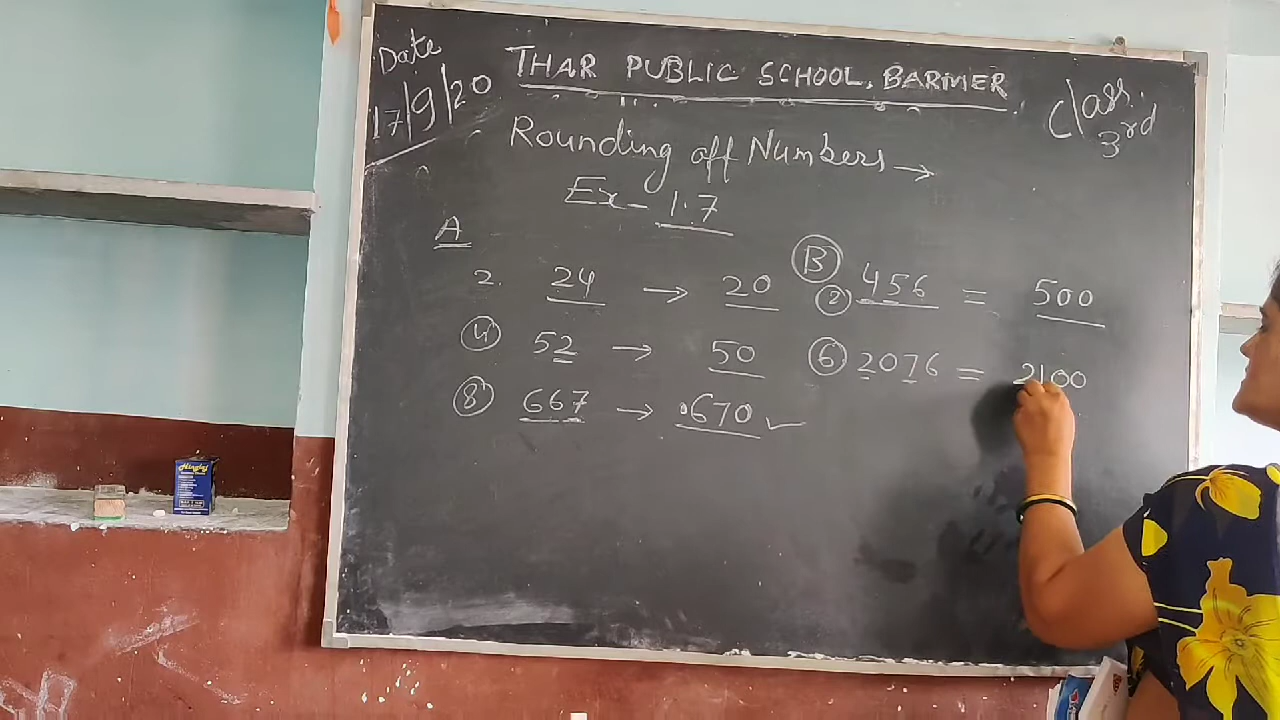 Date
17/9/20
THAR PUBLIC SCHOOL, BARMER
Class.
3rd
Rounding off Numbers →
Ex- 1.7
A
2. 24 → 20
(4) 52 → 50
(8) 667 → 670 ✓
(B)
(2) 456 = 500
(6) 2076 = 2100